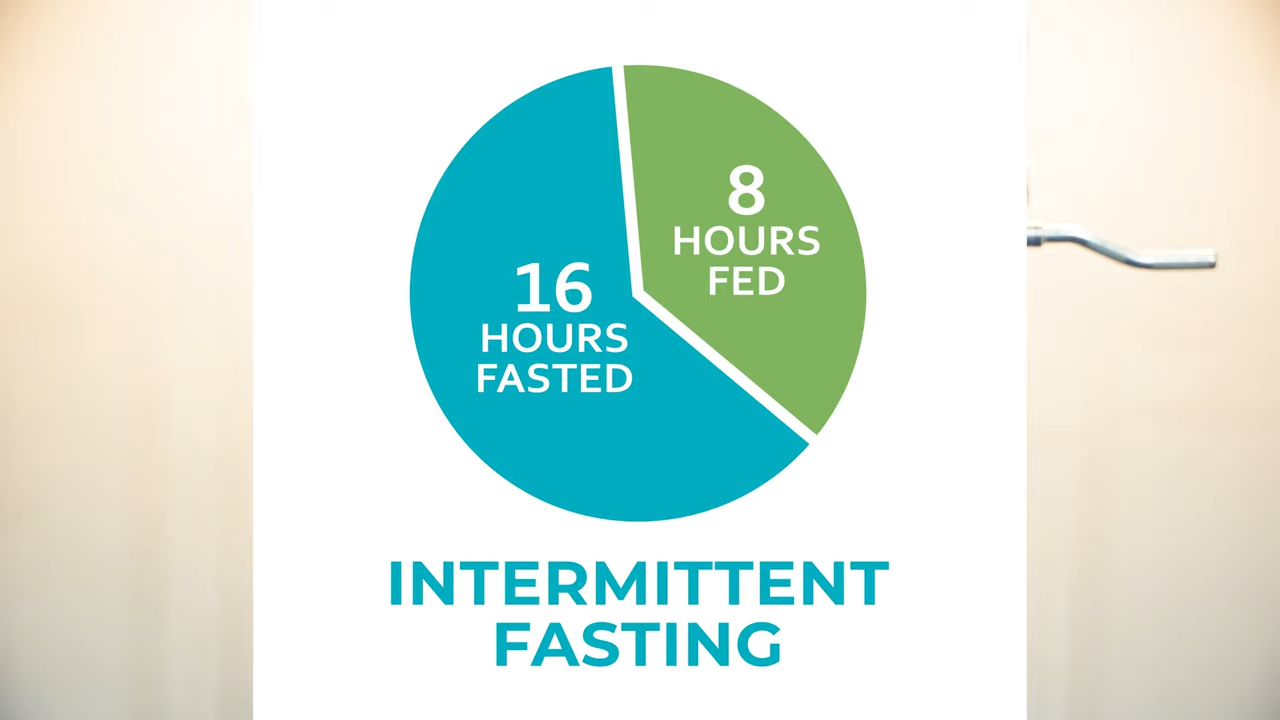 8
HOURS
FED
16
HOURS
FASTED
INTERMITTENT
FASTING